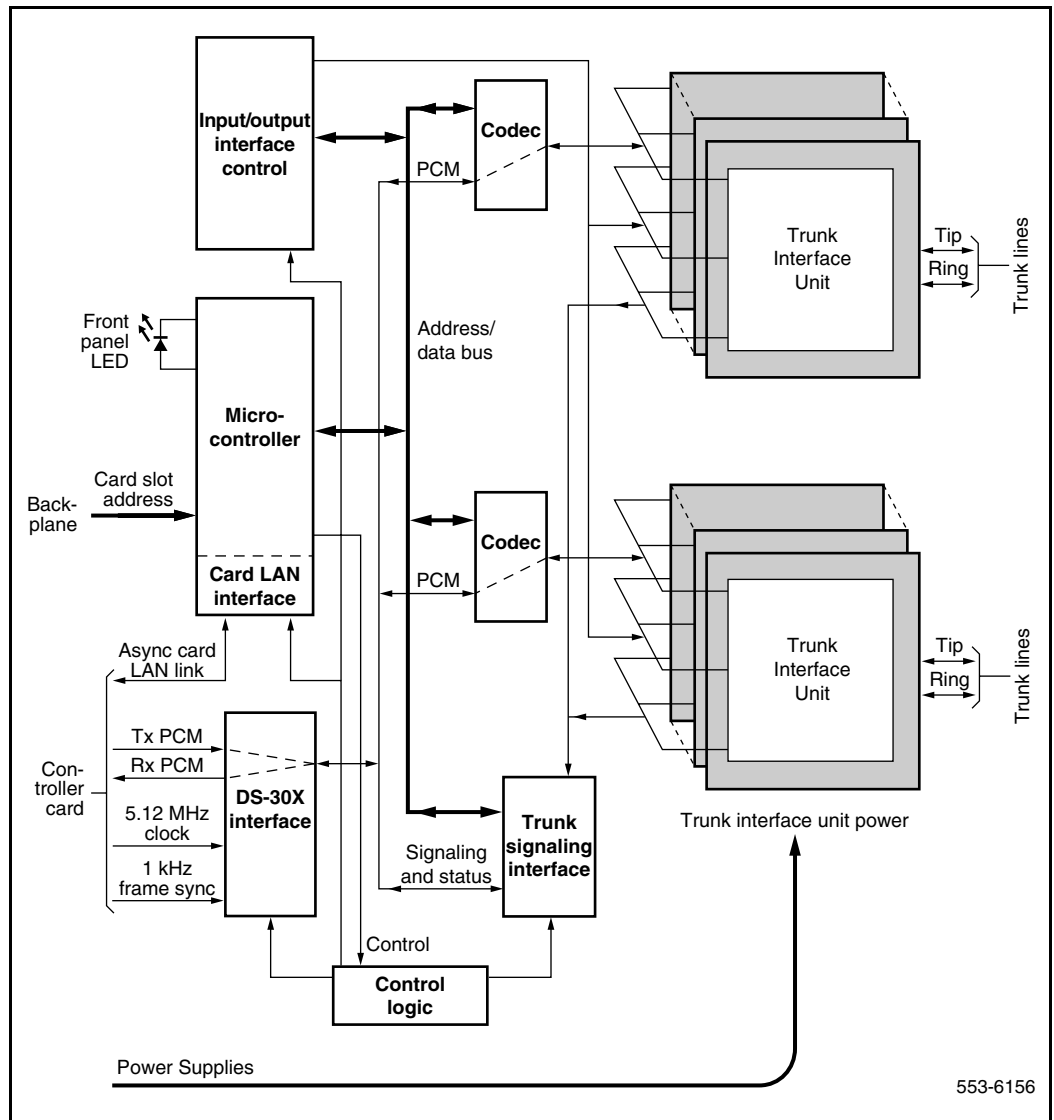 Input/output
interface
control
Codec
PCM
Trunk
Interface
Unit
Tip
Ring
Trunk lines
Front
panel
LED
Address/
data bus
Micro-
controller
Card slot
address
Back-
plane
Card LAN
interface
Codec
PCM
Trunk
Interface
Unit
Tip
Ring
Trunk lines
Async card
LAN link
Tx PCM
Rx PCM
Con-
troller
card
5.12 MHz
clock
1 kHz
frame sync
DS-30X
interface
Trunk
signaling
interface
Signaling
and status
Trunk interface unit power
Control
Control
logic
Power Supplies
553-6156